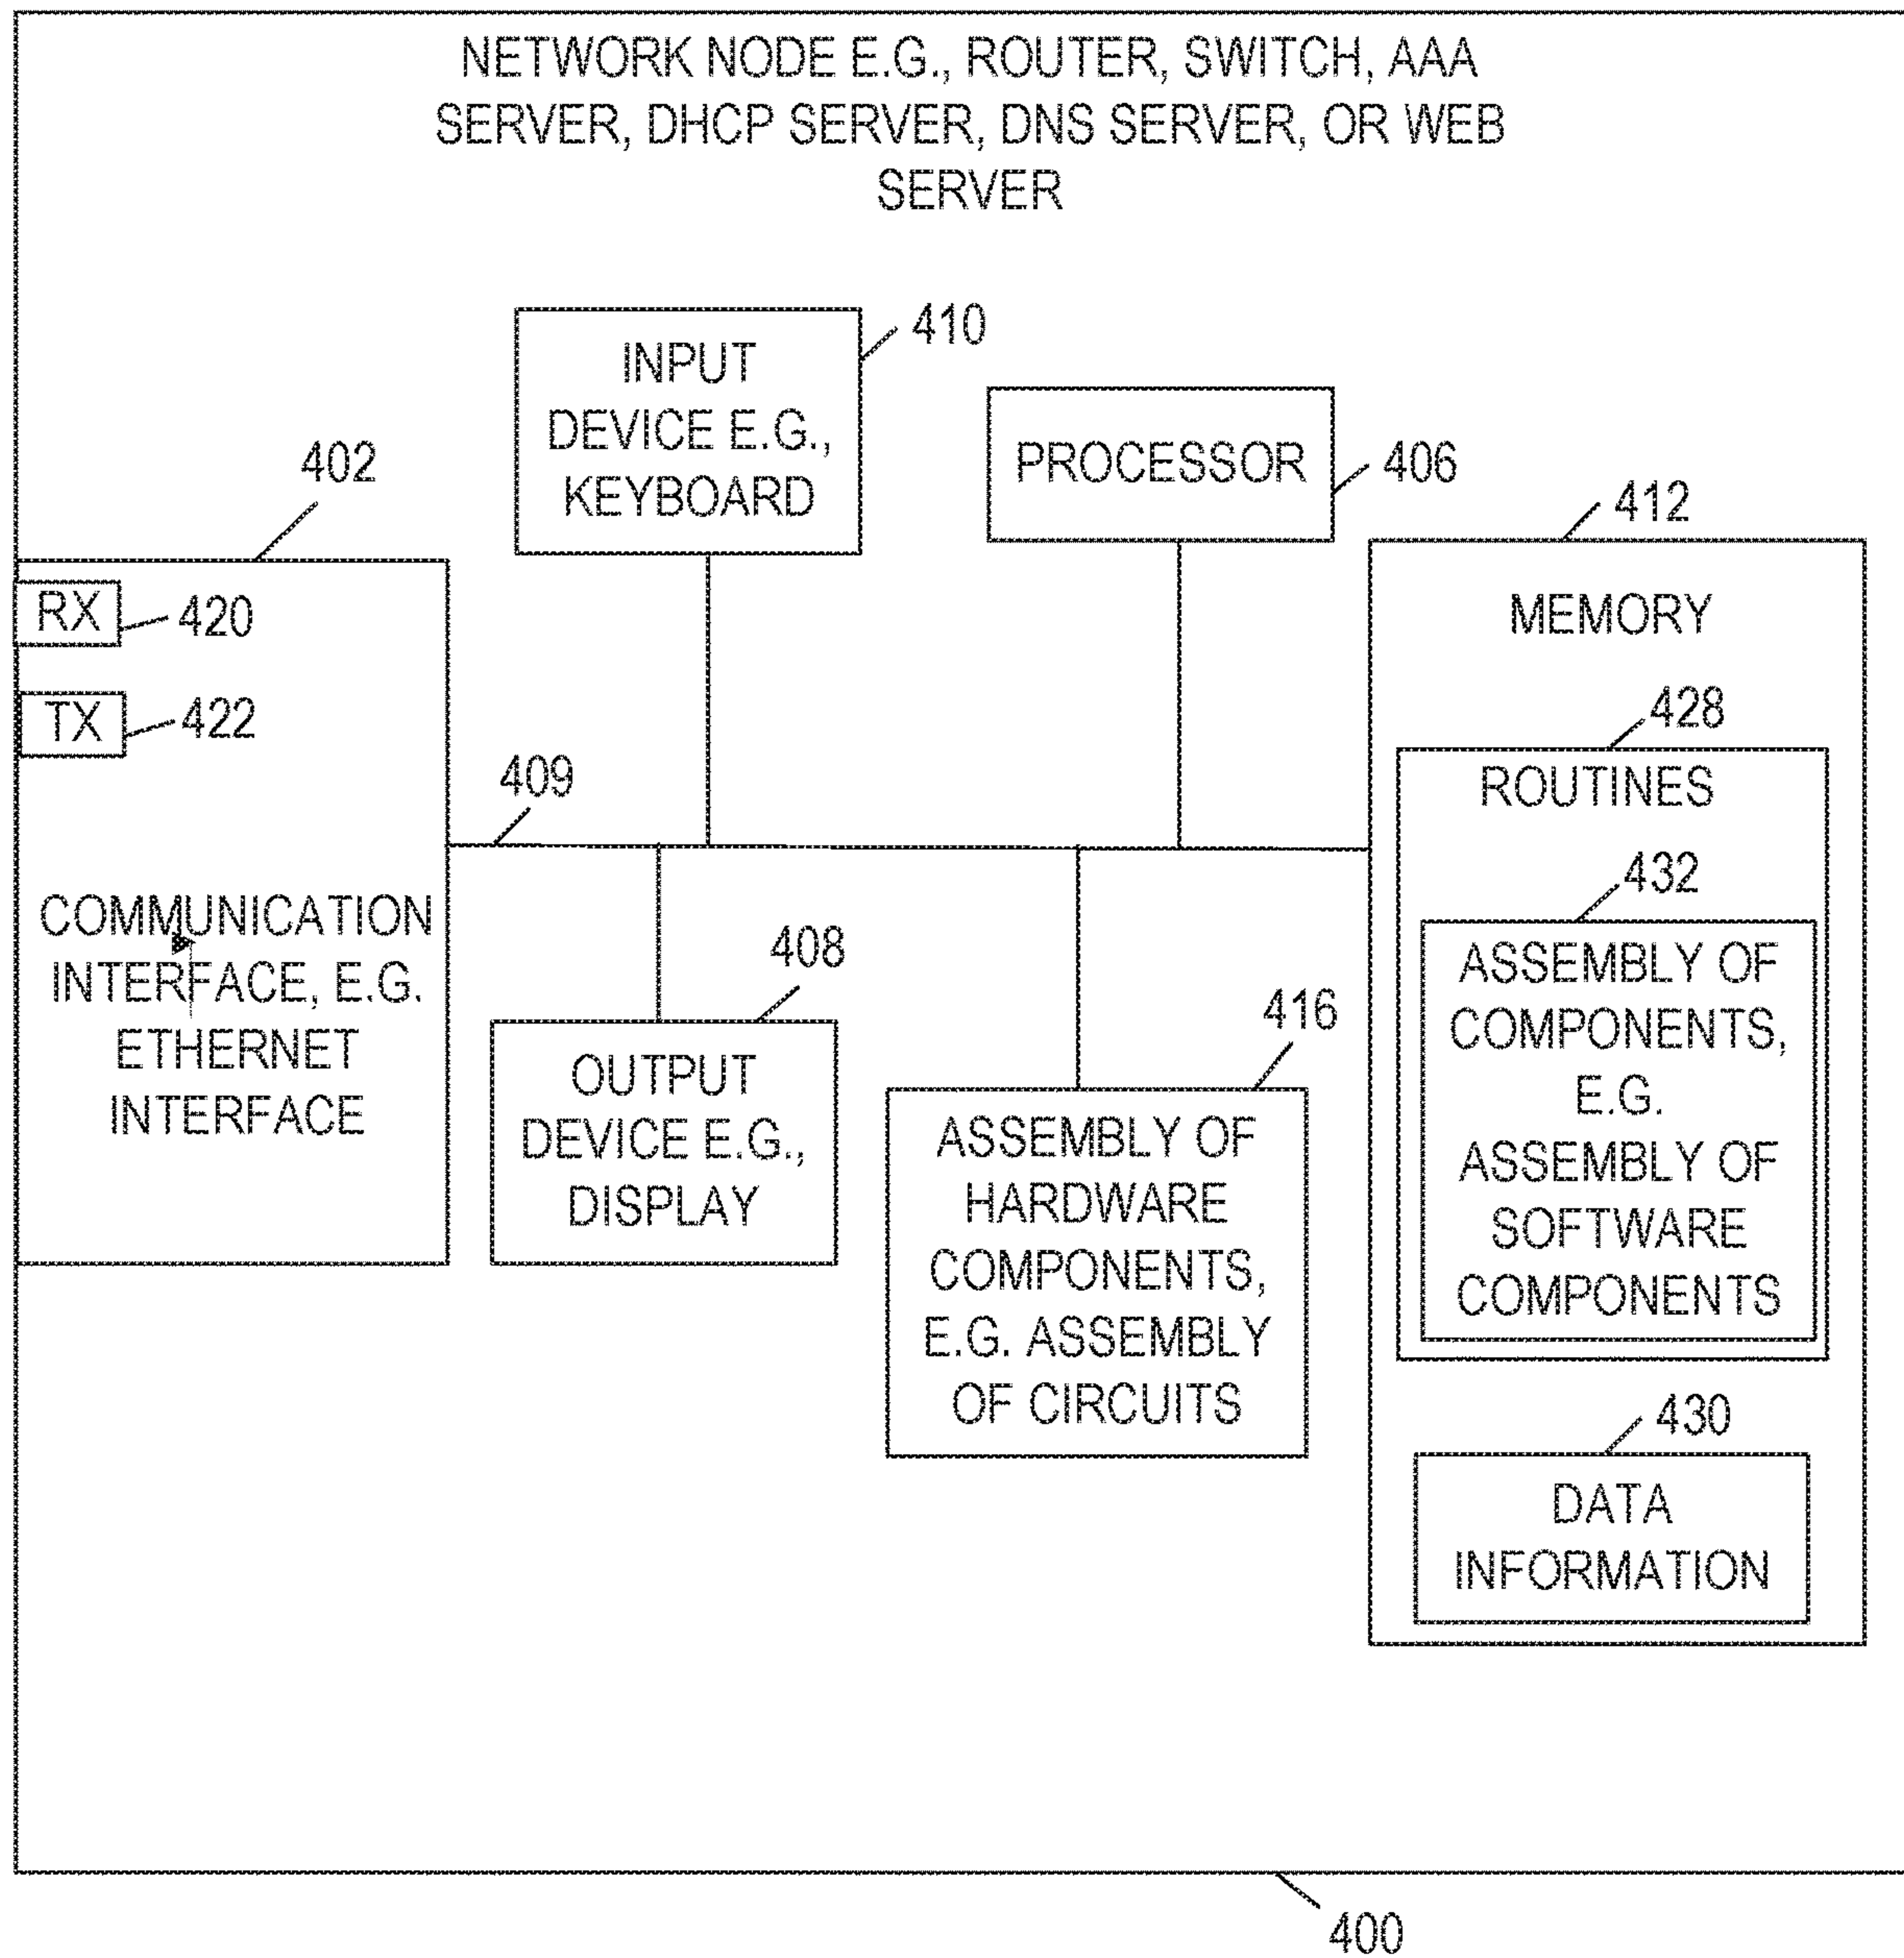 NETWORK NODE E.G., ROUTER, SWITCH, AAA
SERVER, DHCP SERVER, DNS SERVER, OR WEB
SERVER
410
INPUT
DEVICE E.G.,
KEYBOARD
PROCESSOR
406
402
RX
420
TX
422
COMMUNICATION
INTERFACE, E.G.
ETHERNET
INTERFACE
409
408
OUTPUT
DEVICE E.G.,
DISPLAY
416
ASSEMBLY OF
HARDWARE
COMPONENTS,
E.G. ASSEMBLY
OF CIRCUITS
412
MEMORY
428
ROUTINES
432
ASSEMBLY OF
COMPONENTS,
E.G.
ASSEMBLY OF
SOFTWARE
COMPONENTS
430
DATA
INFORMATION
400